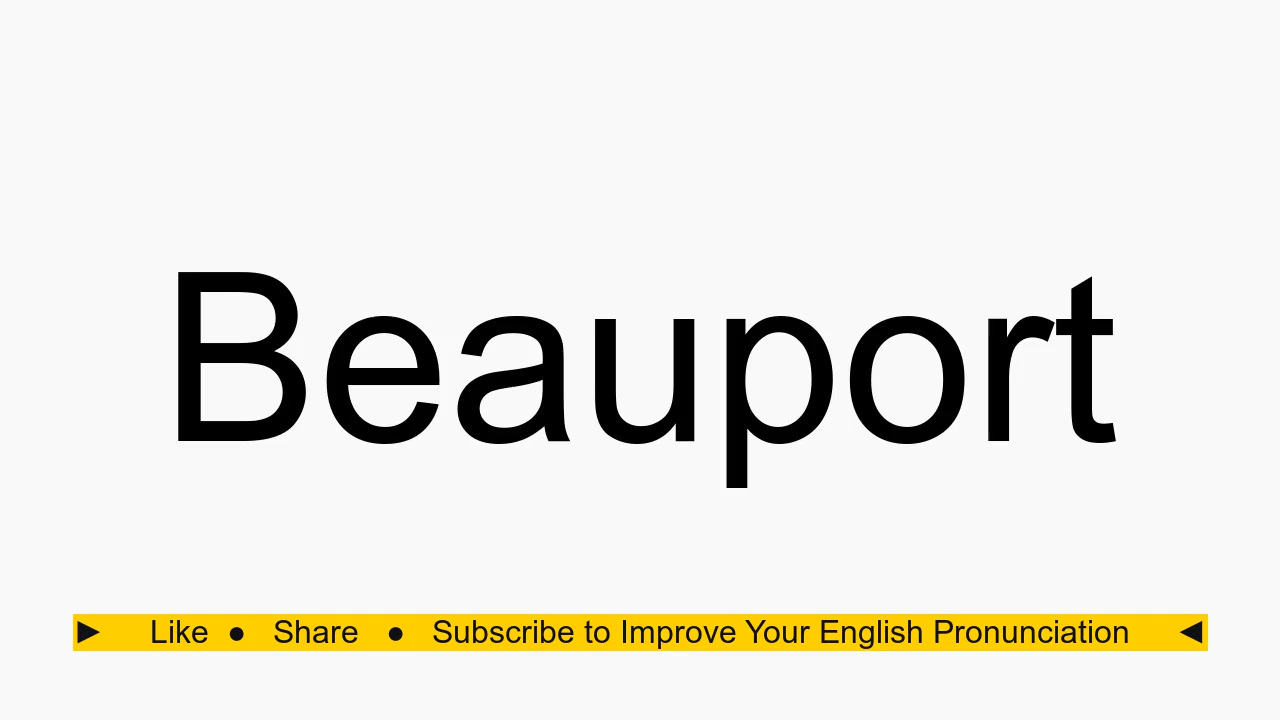 Beauport
► Like ● Share ● Subscribe to Improve Your English Pronunciation ◄